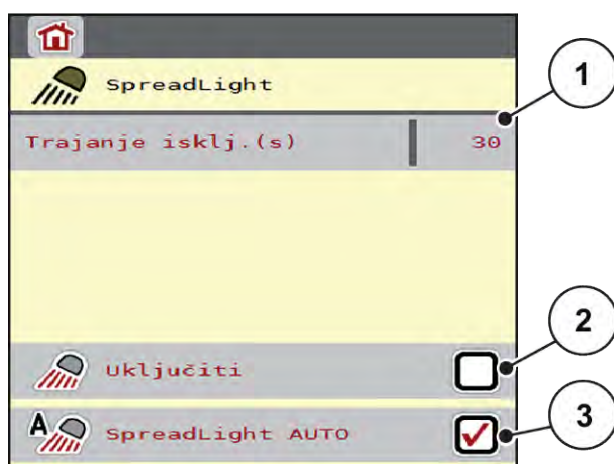 SpreadLight
1
Trajanje isklj.(s) 30
Uključiti
2
A SpreadLight AUTO
3